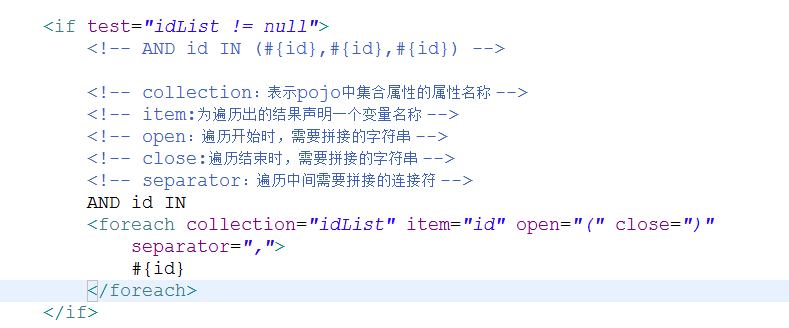 <if test="idList != null">
<!-- AND id IN (#{id},#{id},#{id}) -->
<!-- collection：表示pojo中集合属性的属性名称 -->
<!-- item:为遍历出的结果声明一个变量名称 -->
<!-- open：遍历开始时，需要拼接的字符串 -->
<!-- close:遍历结束时，需要拼接的字符串 -->
<!-- separator：遍历中间需要拼接的连接符 -->
AND id IN
<foreach collection="idList" item="id" open="(" close=")"
separator=",">
#{id}
</foreach>
</if>